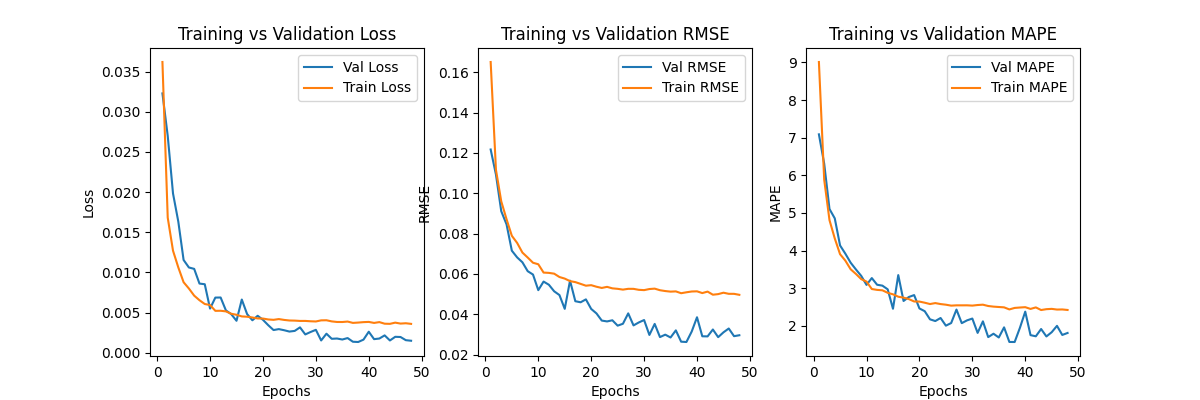 Training vs Validation Loss
Val Loss
Train Loss
Loss
0.035
0.030
0.025
0.020
0.015
0.010
0.005
0.000
0 10 20 30 40 50
Epochs
Training vs Validation RMSE
Val RMSE
Train RMSE
RMSE
0.16
0.14
0.12
0.10
0.08
0.06
0.04
0.02
0 10 20 30 40 50
Epochs
Training vs Validation MAPE
Val MAPE
Train MAPE
MAPE
9
8
7
6
5
4
3
2
0 10 20 30 40 50
Epochs